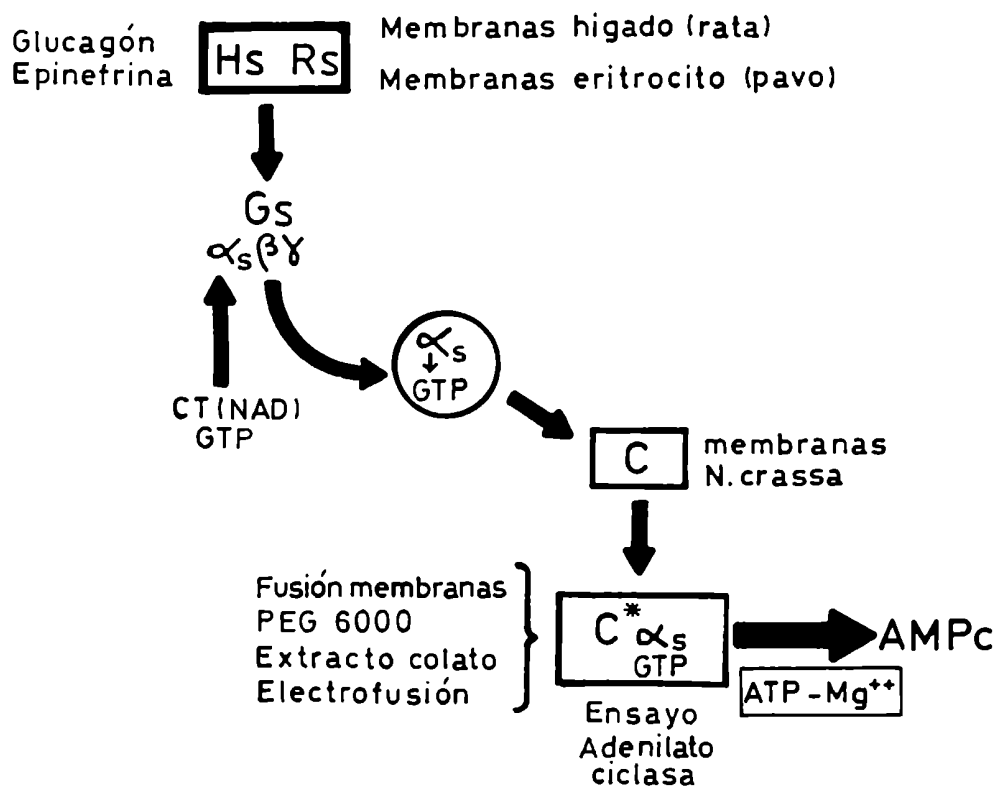 Glucagón
Epinefrina
Hs Rs
Membranas higado (rata)
Membranas eritrocito (pavo)
Gs
αsβγ
CT(NAD)
GTP
αs
↓
GTP
C
membranas
N. crassa
Fusión membranas
PEG 6000
Extracto colato
Electrofusión
C* αs
GTP
AMPc
ATP-Mg++
Ensayo
Adenilato
ciclasa